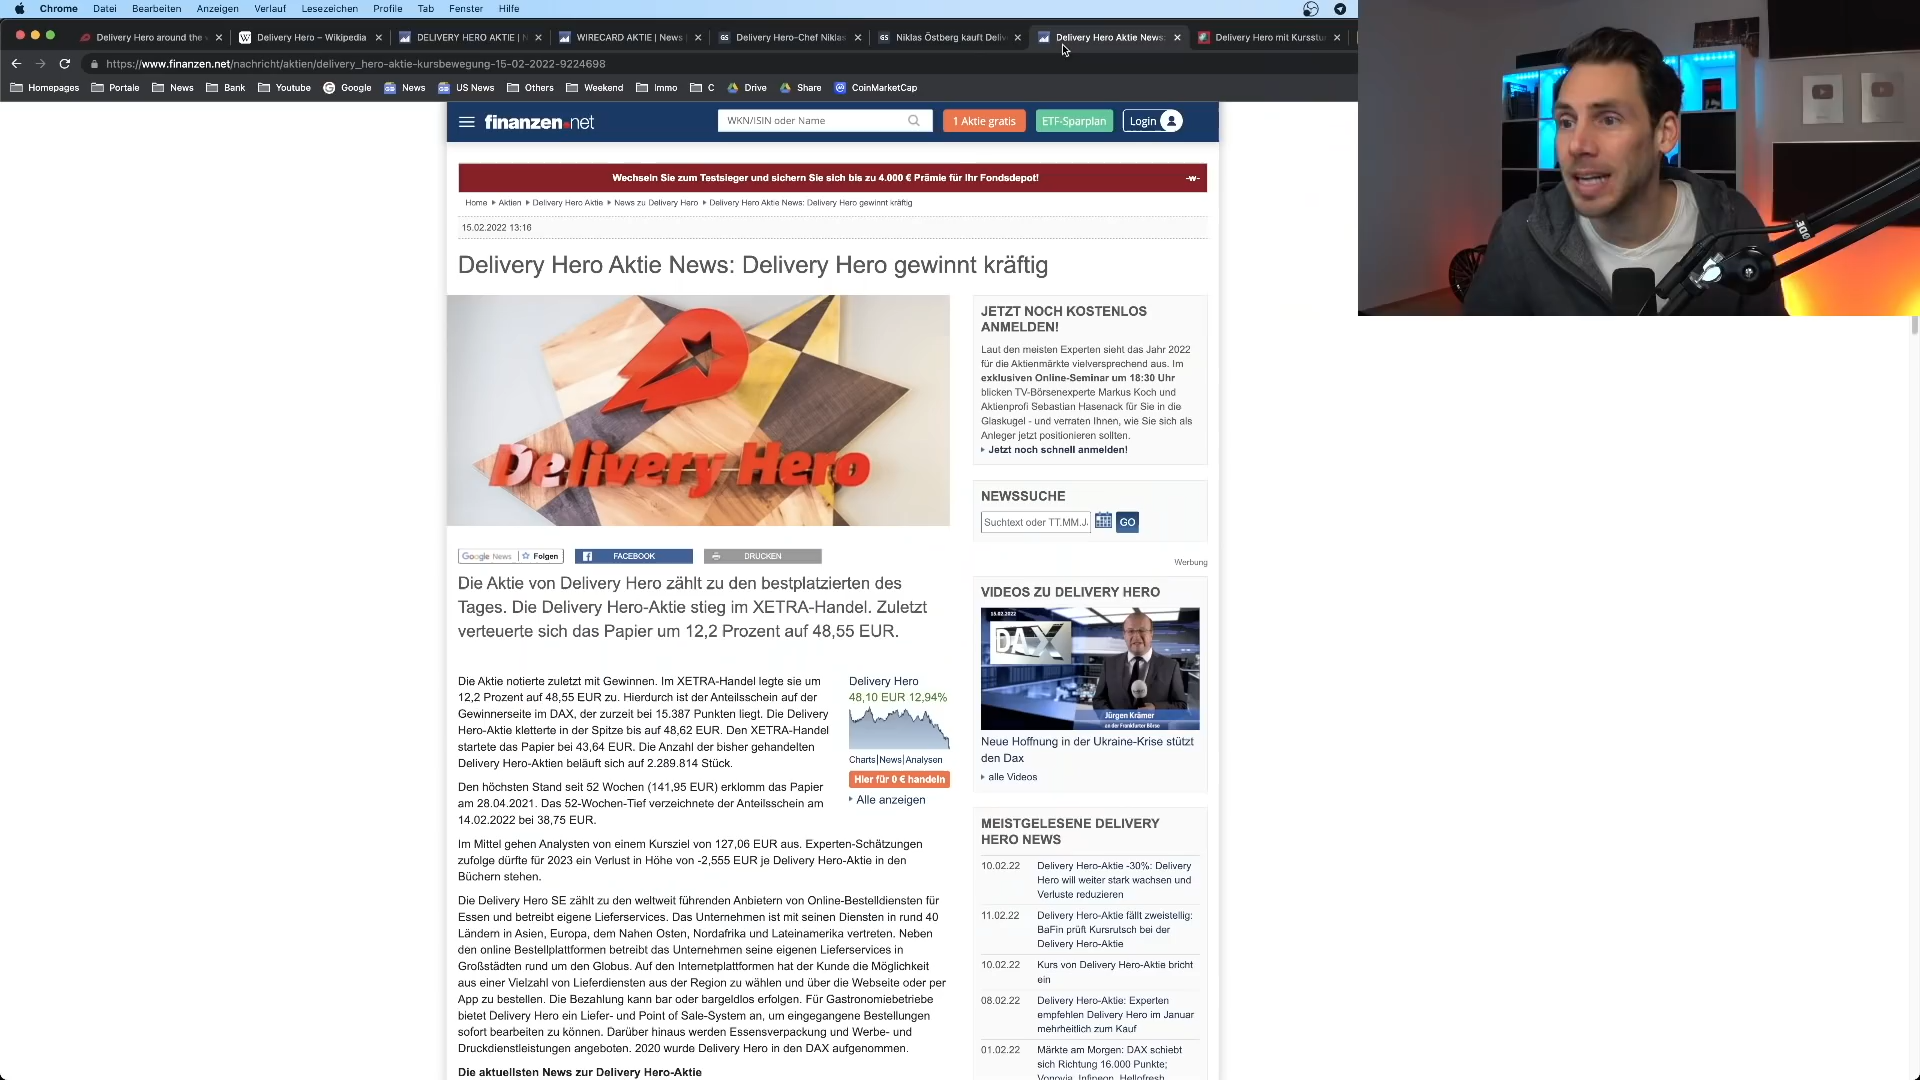 Chrome Datei Bearbeiten Anzeigen Verlauf Lesezeichen Profile Tab Fenster Hilfe
Delivery Hero around the
Delivery Hero – Wikipedia
DELIVERY HERO AKTIE | N
WIRECARD AKTIE | News
GS Delivery Hero-Chef Niklas
GS Niklas Östberg kauft Deliv
Delivery Hero Aktie News:
Delivery Hero mit Kursstur
https://www.finanzen.net/nachricht/aktien/delivery_hero-aktie-kursbewegung-15-02-2022-9224698
Homepages Portale News Bank Youtube Google News US News Others Weekend Immo C Drive Share CoinMarketCap
finanzen.net
WKN/ISIN oder Name
1 Aktie gratis
ETF-Sparplan
Login
Wechseln Sie zum Testsieger und sichern Sie sich bis zu 4.000 € Prämie für Ihr Fondsdepot! -w-
Home Aktien Delivery Hero Aktie News zu Delivery Hero Delivery Hero Aktie News: Delivery Hero gewinnt kräftig
15.02.2022 13:16
Delivery Hero Aktie News: Delivery Hero gewinnt kräftig
Delivery Hero
Google News Folgen
FACEBOOK
DRUCKEN
Die Aktie von Delivery Hero zählt zu den bestplatzierten des
Tages. Die Delivery Hero-Aktie stieg im XETRA-Handel. Zuletzt
verteuerte sich das Papier um 12,2 Prozent auf 48,55 EUR.
Die Aktie notierte zuletzt mit Gewinnen. Im XETRA-Handel legte sie um
12,2 Prozent auf 48,55 EUR zu. Hierdurch ist der Anteilsschein auf der
Gewinnerseite im DAX, der zurzeit bei 15.387 Punkten liegt. Die Delivery
Hero-Aktie kletterte in der Spitze bis auf 48,62 EUR. Den XETRA-Handel
startete das Papier bei 43,64 EUR. Die Anzahl der bisher gehandelten
Delivery Hero-Aktien beläuft sich auf 2.289.814 Stück.
Den höchsten Stand seit 52 Wochen (141,95 EUR) erklomm das Papier
am 28.04.2021. Das 52-Wochen-Tief verzeichnete der Anteilsschein am
14.02.2022 bei 38,75 EUR.
Delivery Hero
48,10 EUR 12,94%
Charts|News|Analysen
Hier für 0 € handeln
Alle anzeigen
Im Mittel gehen Analysten von einem Kursziel von 127,06 EUR aus. Experten-Schätzungen
zufolge dürfte für 2023 ein Verlust in Höhe von -2,555 EUR je Delivery Hero-Aktie in den
Büchern stehen.
Die Delivery Hero SE zählt zu den weltweit führenden Anbietern von Online-Bestelldiensten für
Essen und betreibt eigene Lieferservices. Das Unternehmen ist mit seinen Diensten in rund 40
Ländern in Asien, Europa, dem Nahen Osten, Nordafrika und Lateinamerika vertreten. Neben
den online Bestellplattformen betreibt das Unternehmen seine eigenen Lieferservices in
Großstädten rund um den Globus. Auf den Internetplattformen hat der Kunde die Möglichkeit
aus einer Vielzahl von Lieferdiensten aus der Region zu wählen und über die Webseite oder per
App zu bestellen. Die Bezahlung kann bar oder bargeldlos erfolgen. Für Gastronomiebetriebe
bietet Delivery Hero ein Liefer- und Point of Sale-System an, um eingegangene Bestellungen
sofort bearbeiten zu können. Darüber hinaus werden Essensverpackung und Werbe- und
Druckdienstleistungen angeboten. 2020 wurde Delivery Hero in den DAX aufgenommen.
Die aktuellsten News zur Delivery Hero-Aktie
JETZT NOCH KOSTENLOS
ANMELDEN!
Laut den meisten Experten sieht das Jahr 2022
für die Aktienmärkte vielversprechend aus. Im
exklusiven Online-Seminar um 18:30 Uhr
blicken TV-Börsenexperte Markus Koch und
Aktienprofi Sebastian Hasenack für Sie in die
Glaskugel - und verraten Ihnen, wie Sie sich als
Anleger jetzt positionieren sollten.
Jetzt noch schnell anmelden!
NEWSSUCHE
Suchtext oder TT.MM.J
GO
Werbung
VIDEOS ZU DELIVERY HERO
15.02.2022
DAX
Jürgen Krämer
an der Frankfurter Börse
Neue Hoffnung in der Ukraine-Krise stützt
den Dax
alle Videos
MEISTGELESENE DELIVERY
HERO NEWS
10.02.22 Delivery Hero-Aktie -30%: Delivery
Hero will weiter stark wachsen und
Verluste reduzieren
11.02.22 Delivery Hero-Aktie fällt zweistellig:
BaFin prüft Kursrutsch bei der
Delivery Hero-Aktie
10.02.22 Kurs von Delivery Hero-Aktie bricht
ein
08.02.22 Delivery Hero-Aktie: Experten
empfehlen Delivery Hero im Januar
mehrheitlich zum Kauf
01.02.22 Märkte am Morgen: DAX schiebt
sich Richtung 16.000 Punkte;
Vonovia, Infineon, Hellofresh,
RØDE